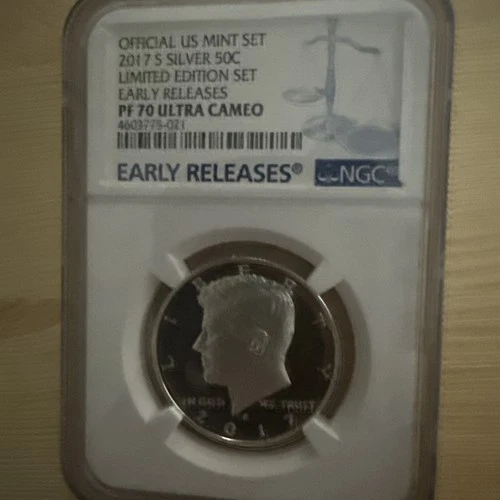 OFFICIAL US MINT SET
2017 S SILVER 50C
LIMITED EDITION SET
EARLY RELEASES
PF 70 ULTRA CAMEO
4603775-021
EARLY RELEASES® NGC®
LIBERTY
IN GOD WE TRUST
S
2017